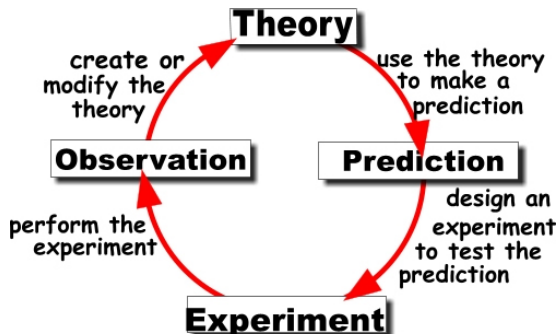 Theory
use the theory
to make a
prediction
Prediction
design an
experiment
to test the
prediction
Experiment
perform the
experiment
Observation
create or
modify the
theory